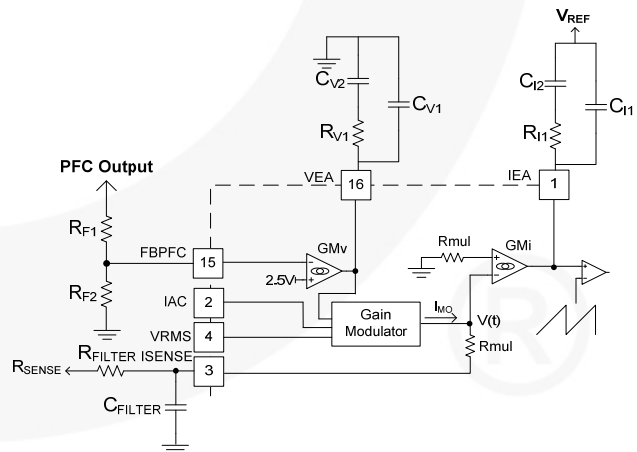 VREF
CV2
CV1
CI2
CI1
RV1
RI1
PFC Output
VEA
16
IEA
1
RF1
FBPFC
15
GMv
Rmul
GMi
2.5V
RF2
IAC
2
VRMS
4
Gain
Modulator
IMO
V(t)
RFILTER
ISENSE
RSENSE
3
Rmul
CFILTER
R